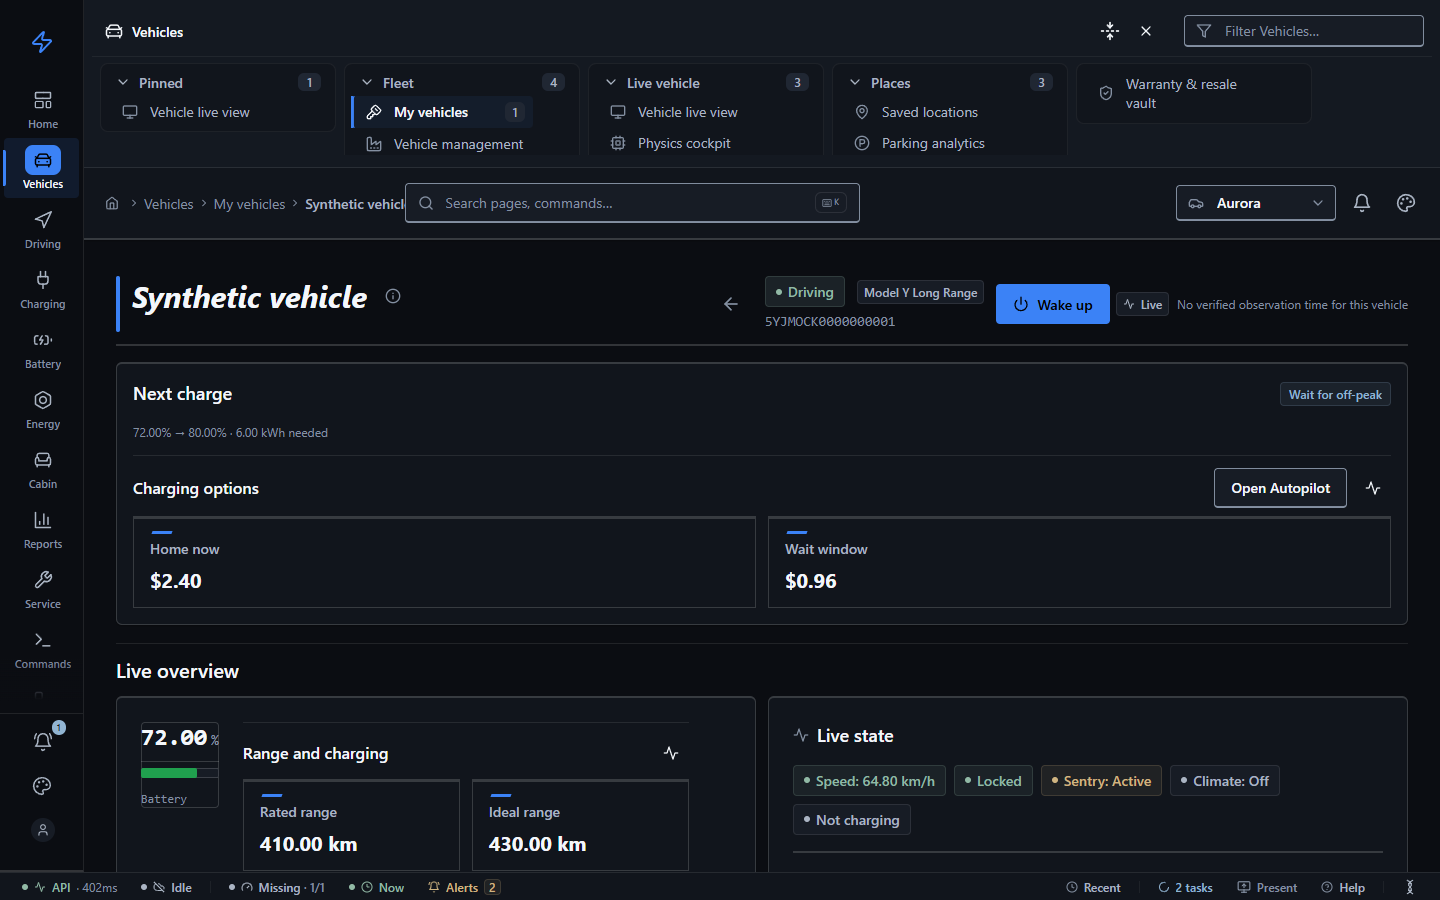 Vehicles
Filter Vehicles...
Pinned 1
Vehicle live view
Fleet 4
My vehicles 1
Vehicle management
Live vehicle 3
Vehicle live view
Physics cockpit
Places 3
Saved locations
Parking analytics
Warranty & resale
vault
Home
Vehicles
Driving
Charging
Battery
Energy
Cabin
Reports
Service
Commands
1
Vehicles
My vehicles
Synthetic vehicle
Search pages, commands...
K
Aurora
Synthetic vehicle
Driving
Model Y Long Range
5YJMOCK0000000001
Wake up
Live
No verified observation time for this vehicle
Next charge
Wait for off-peak
72.00% → 80.00% · 6.00 kWh needed
Charging options
Open Autopilot
Home now
$2.40
Wait window
$0.96
Live overview
72.00 %
Battery
Range and charging
Rated range
410.00 km
Ideal range
430.00 km
Live state
Speed: 64.80 km/h
Locked
Sentry: Active
Climate: Off
Not charging
API · 402ms
Idle
Missing · 1/1
Now
Alerts 2
Recent
2 tasks
Present
Help